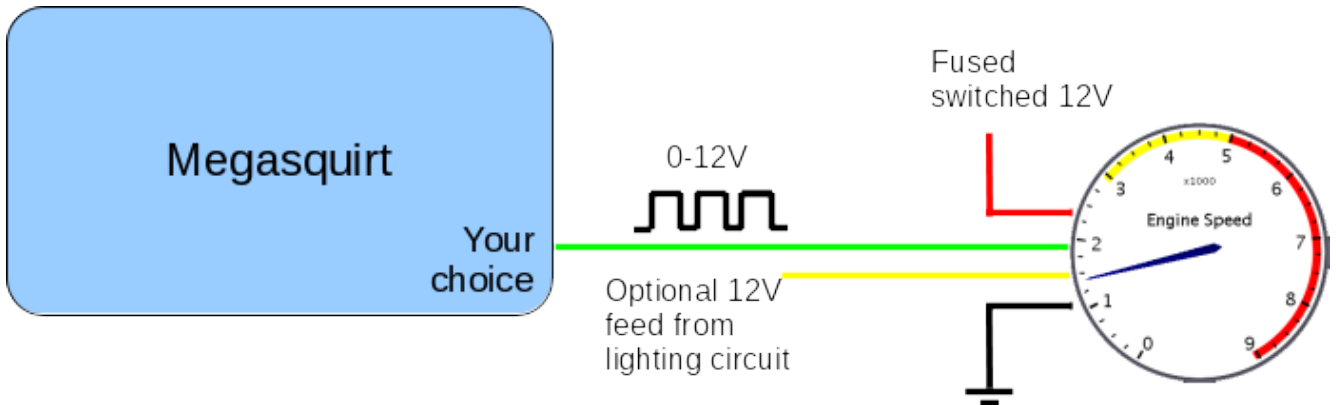 Megasquirt
Your
choice
0-12V
Optional 12V
feed from
lighting circuit
Fused
switched 12V
x1000
Engine Speed
0
1
2
3
4
5
6
7
8
9